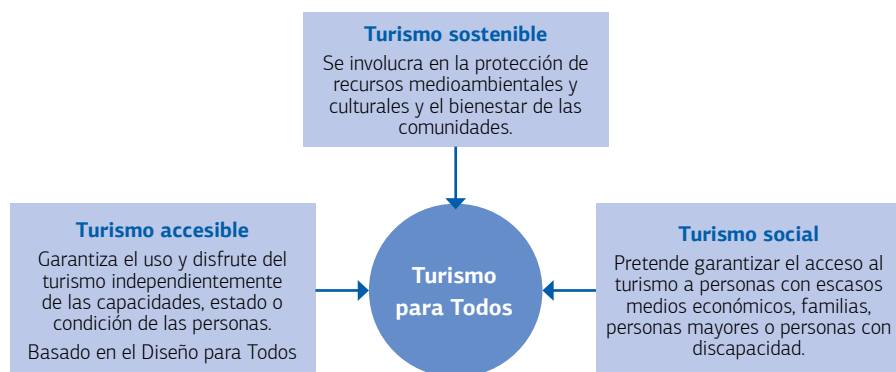 Turismo sostenible
Se involucra en la protección de
recursos medioambientales y
culturales y el bienestar de las
comunidades.
Turismo accesible
Garantiza el uso y disfrute del
turismo independientemente
de las capacidades, estado o
condición de las personas.
Basado en el Diseño para Todos
Turismo
para Todos
Turismo social
Pretende garantizar el acceso al
turismo a personas con escasos
medios económicos, familias,
personas mayores o personas con
discapacidad.